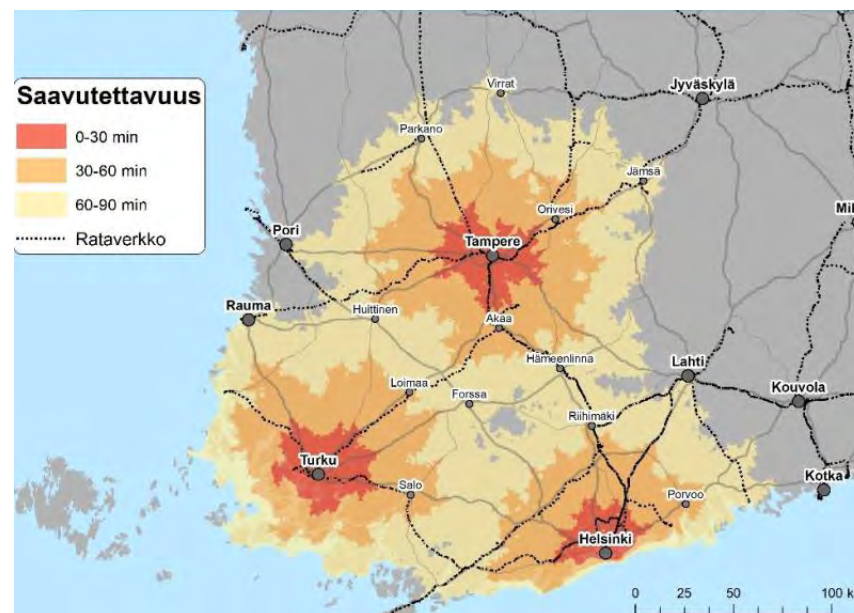 Saavutettavuus
0-30 min
30-60 min
60-90 min
Rataverkko
Virrat
Jyväskylä
Parkano
Jämsä
Orivesi
Pori
Tampere
Mi
Rauma
Huittinen
Akaa
Hämeenlinna
Lahti
Kouvola
Loimaa
Forssa
Riihimäki
Turku
Salo
Porvoo
Kotka
Helsinki
0 25 50 100 k